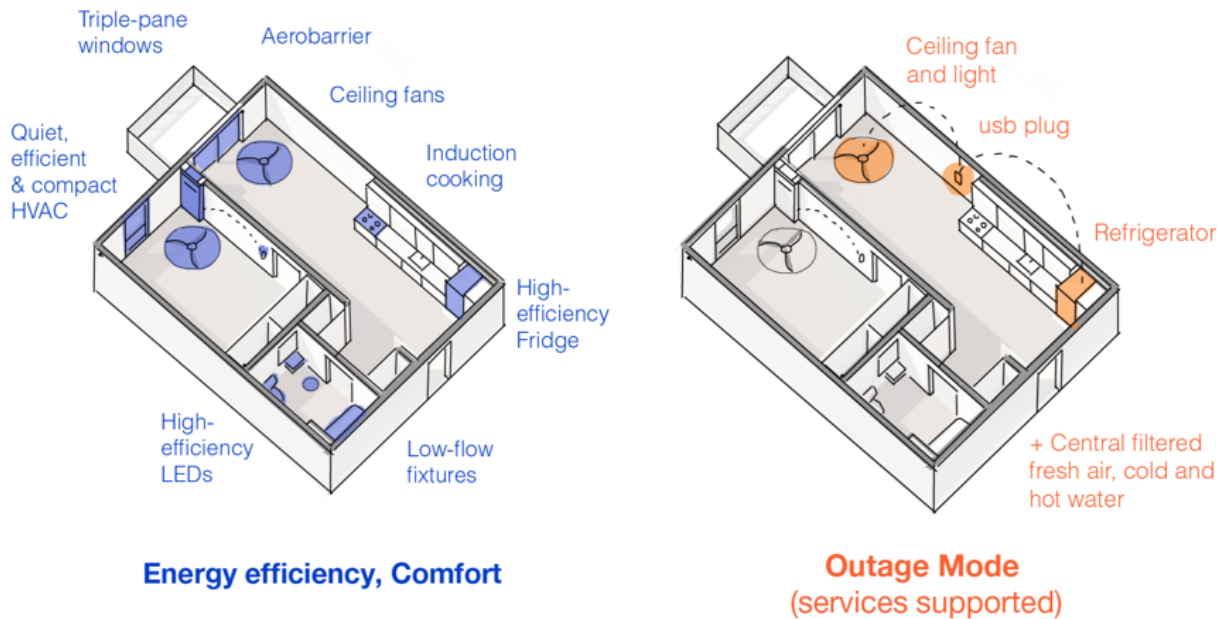 Triple-pane
windows
Aerobarrier
Ceiling fans
Quiet,
efficient
& compact
HVAC
Induction
cooking
High-
efficiency
Fridge
High-
efficiency
LEDs
Low-flow
fixtures
Energy efficiency, Comfort
Ceiling fan
and light
usb plug
Refrigerator
+ Central filtered
fresh air, cold and
hot water
Outage Mode
(services supported)